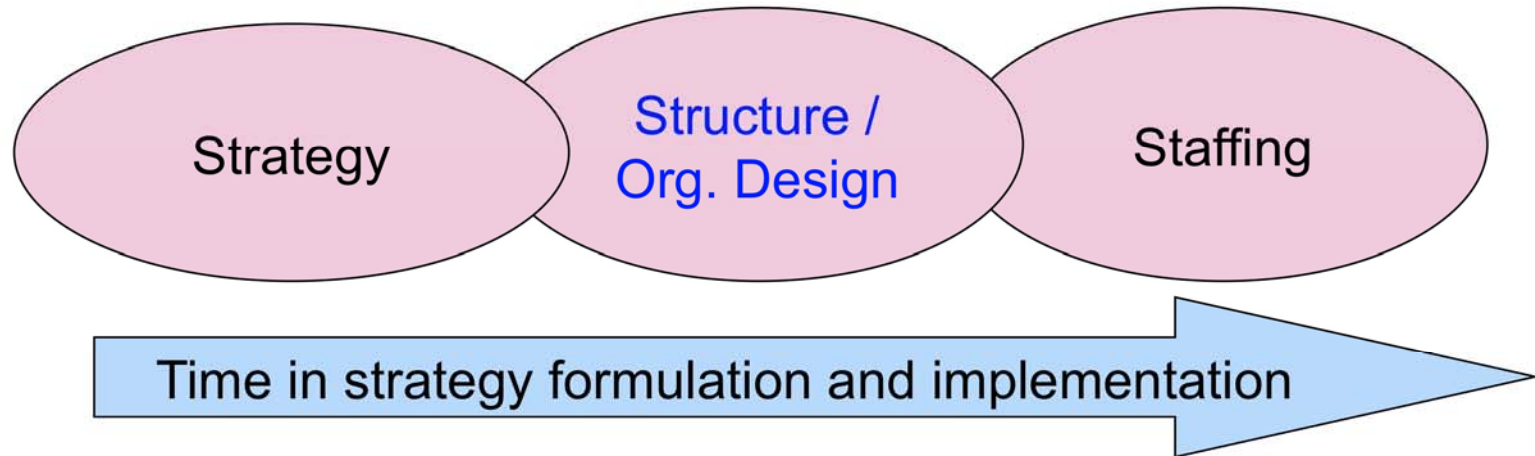 Strategy
Structure /
Org. Design
Staffing
Time in strategy formulation and implementation